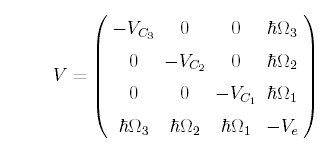 −V_{C_3} 0 0 ℏΩ_3
0 −V_{C_2} 0 ℏΩ_2
V =
0 0 −V_{C_1} ℏΩ_1
ℏΩ_3 ℏΩ_2 ℏΩ_1 −V_e